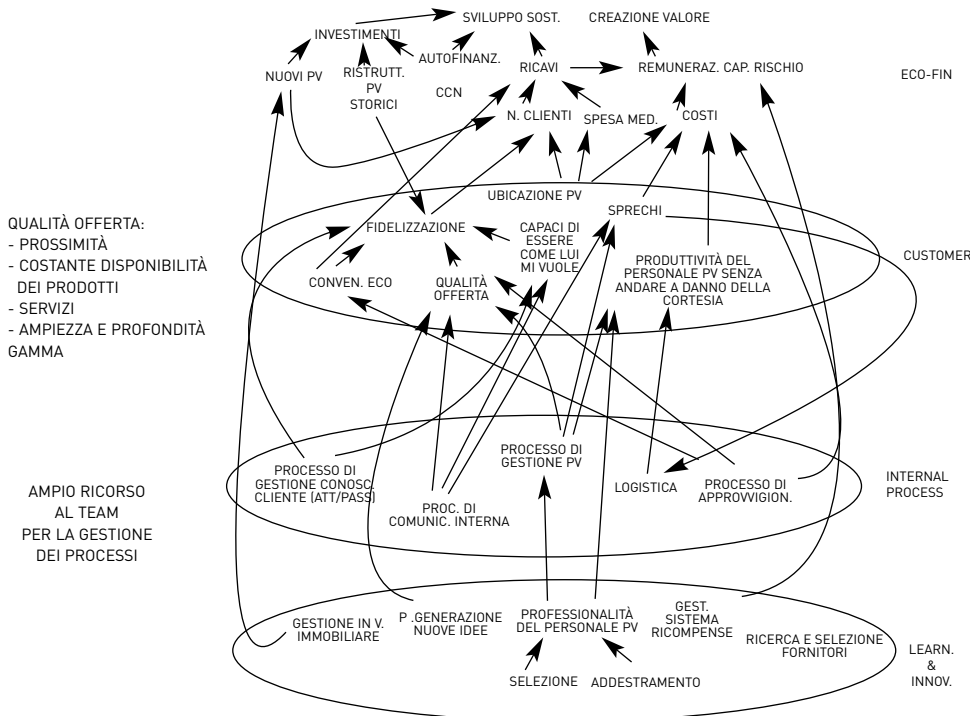 SVILUPPO SOST.
CREAZIONE VALORE
INVESTIMENTI
AUTOFINANZ.
NUOVI PV
RISTRUTT.
PV
STORICI
CCN
RICAVI
REMUNERAZ. CAP. RISCHIO
ECO-FIN
N. CLIENTI
SPESA MED.
COSTI
UBICAZIONE PV
SPRECHI
QUALITÀ OFFERTA:
- PROSSIMITÀ
- COSTANTE DISPONIBILITÀ
DEI PRODOTTI
- SERVIZI
- AMPIEZZA E PROFONDITÀ
GAMMA
FIDELIZZAZIONE
CAPACI DI
ESSERE
COME LUI
MI VUOLE
CONVEN. ECO
QUALITÀ
OFFERTA
PRODUTTIVITÀ DEL
PERSONALE PV SENZA
ANDARE A DANNO DELLA
CORTESIA
CUSTOMER
AMPIO RICORSO
AL TEAM
PER LA GESTIONE
DEI PROCESSI
PROCESSO DI
GESTIONE CONOSC.
CLIENTE (ATT/PASS)
PROC. DI
COMUNIC. INTERNA
PROCESSO DI
GESTIONE PV
LOGISTICA
PROCESSO DI
APPROVVIGION.
INTERNAL
PROCESS
GESTIONE IN V.
IMMOBILIARE
P .GENERAZIONE
NUOVE IDEE
PROFESSIONALITÀ
DEL PERSONALE PV
GEST.
SISTEMA
RICOMPENSE
RICERCA E SELEZIONE
FORNITORI
SELEZIONE
ADDESTRAMENTO
LEARN.
&
INNOV.